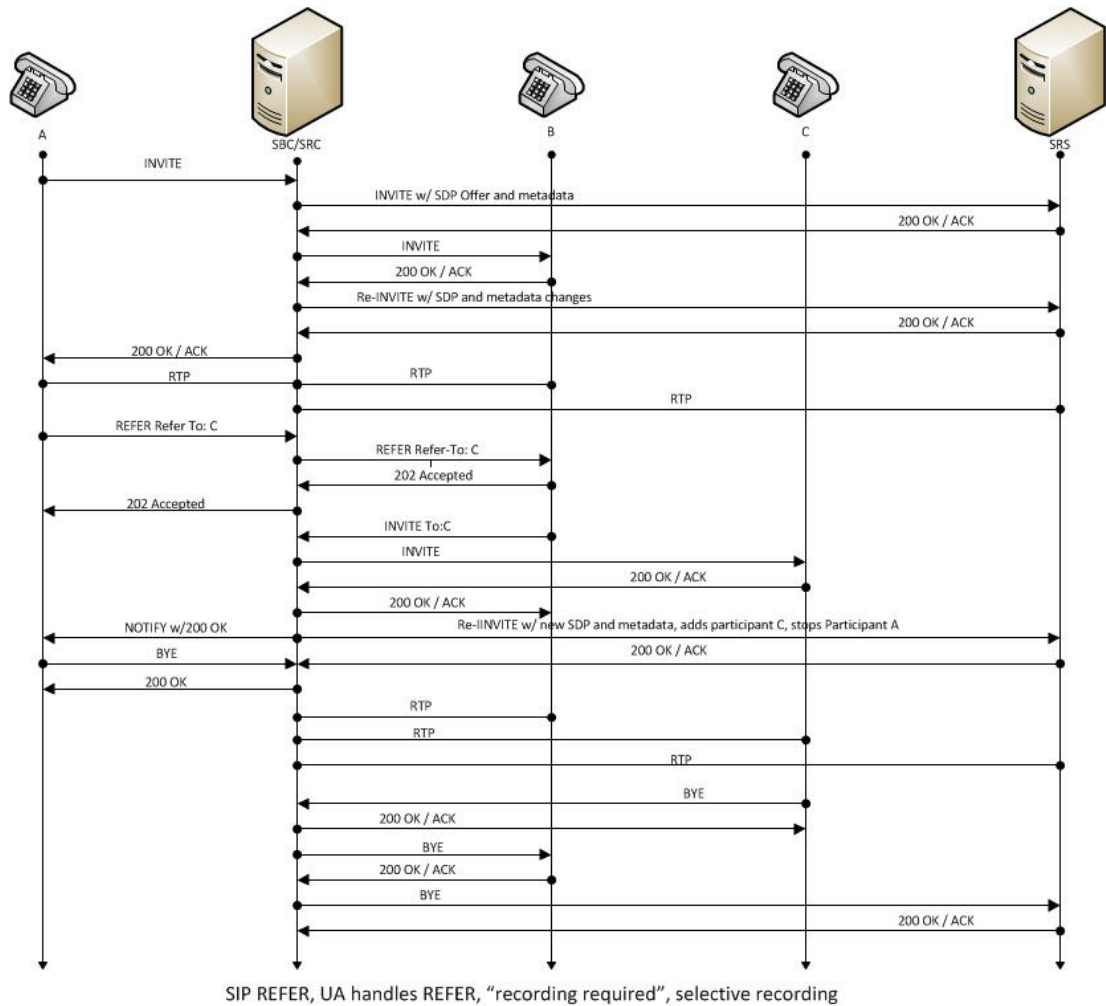 A
SBC/SRC
B
C
SRS
INVITE
INVITE w/ SDP Offer and metadata
200 OK / ACK
INVITE
200 OK / ACK
Re-INVITE w/ SDP and metadata changes
200 OK / ACK
200 OK / ACK
RTP
RTP
RTP
REFER Refer To: C
REFER Refer-To: C
202 Accepted
202 Accepted
INVITE To:C
INVITE
200 OK / ACK
200 OK / ACK
NOTIFY w/200 OK
Re-IINVITE w/ new SDP and metadata, adds participant C, stops Participant A
BYE
200 OK / ACK
200 OK
RTP
RTP
RTP
BYE
200 OK / ACK
BYE
200 OK / ACK
BYE
200 OK / ACK
SIP REFER, UA handles REFER, “recording required”, selective recording